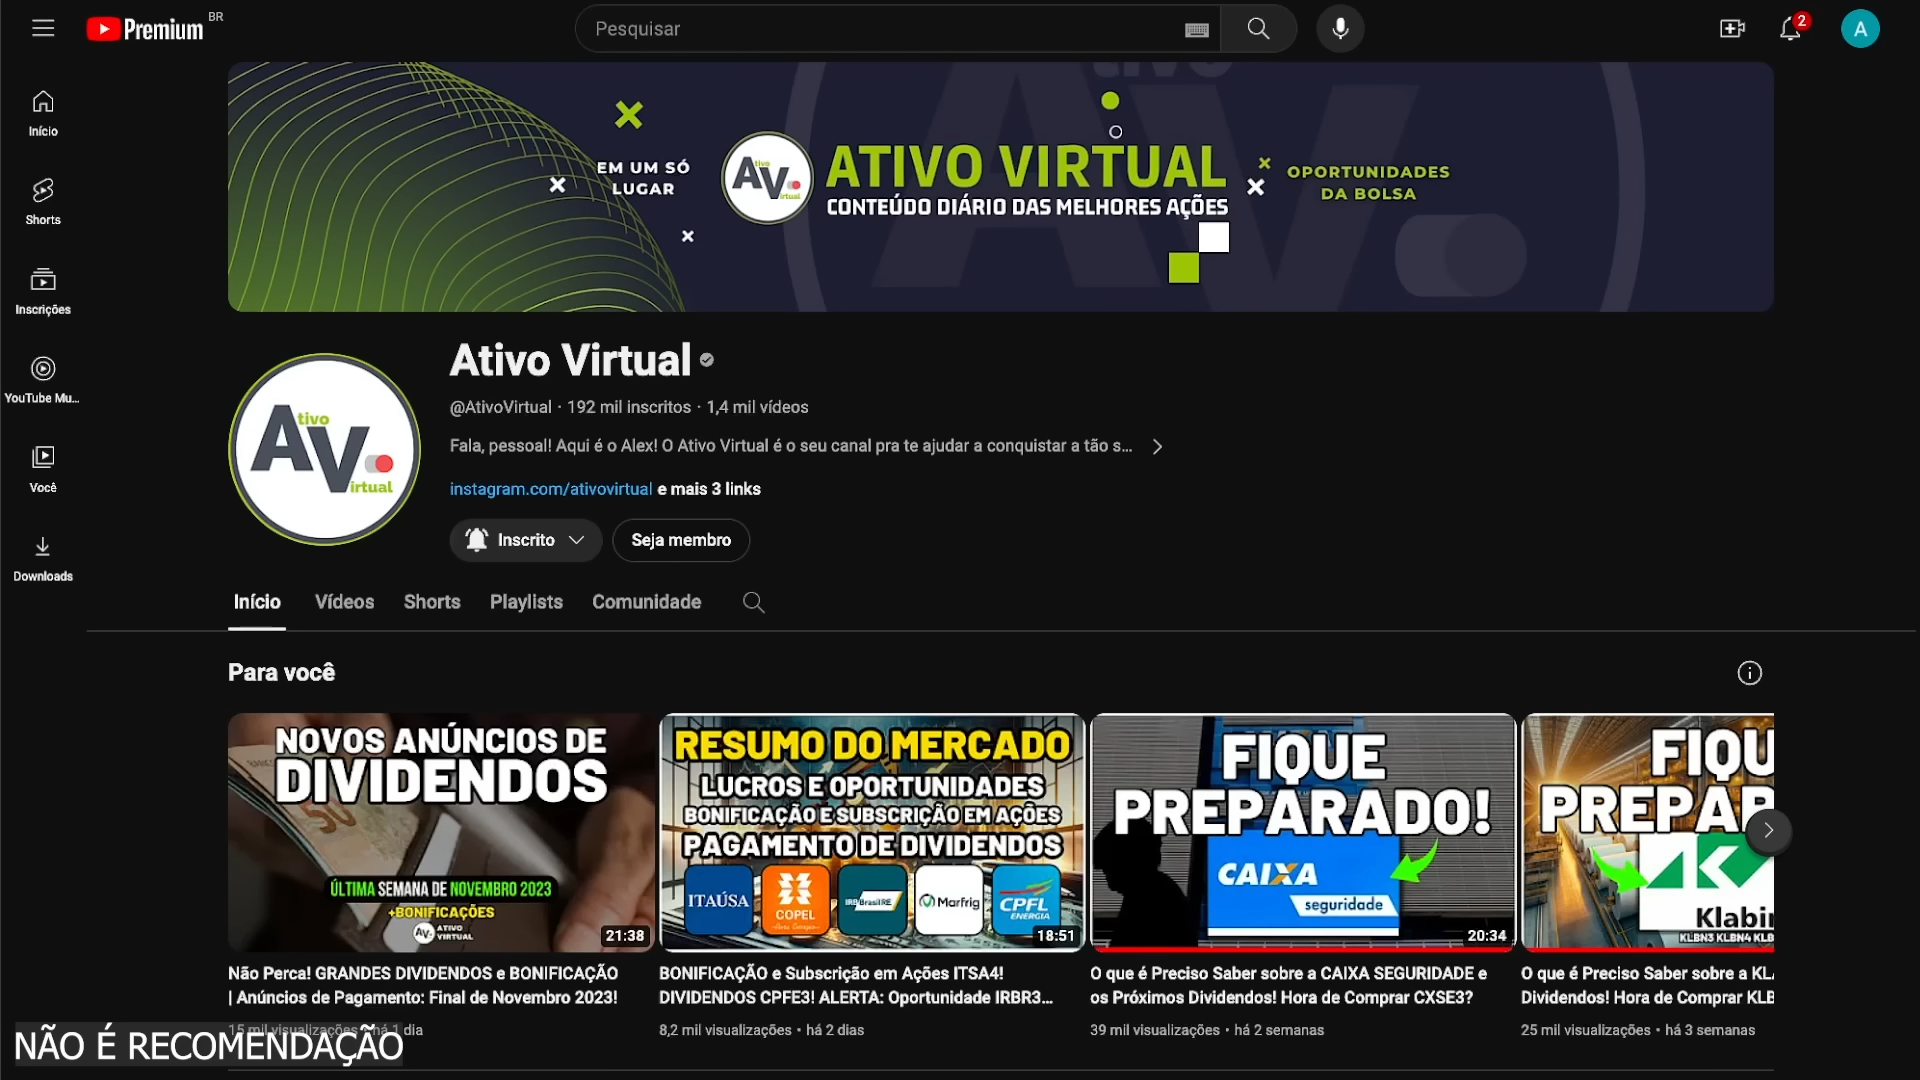 Premium BR
Pesquisar
2
A
Início
Shorts
Inscrições
YouTube Mu...
Você
Downloads
EM UM SÓ
LUGAR
Ativo
Virtual
ATIVO VIRTUAL
CONTEÚDO DIÁRIO DAS MELHORES AÇÕES
OPORTUNIDADES
DA BOLSA
Ativo
Virtual
Ativo Virtual
@AtivoVirtual · 192 mil inscritos · 1,4 mil vídeos
Fala, pessoal! Aqui é o Alex! O Ativo Virtual é o seu canal pra te ajudar a conquistar a tão s...
instagram.com/ativovirtual e mais 3 links
Inscrito
Seja membro
Início Vídeos Shorts Playlists Comunidade
Para você
NOVOS ANÚNCIOS DE
DIVIDENDOS
50
ÚLTIMA SEMANA DE NOVEMBRO 2023
+BONIFICAÇÕES
AV ATIVO
VIRTUAL
21:38
Não Perca! GRANDES DIVIDENDOS e BONIFICAÇÃO
| Anúncios de Pagamento: Final de Novembro 2023!
15 mil visualizações • há 1 dia
RESUMO DO MERCADO
LUCROS E OPORTUNIDADES
BONIFICAÇÃO E SUBSCRIÇÃO EM AÇÕES
PAGAMENTO DE DIVIDENDOS
ITAÚSA
COPEL
IRB Brasil RE
Marfrig
CPFL
ENERGIA
18:51
BONIFICAÇÃO e Subscrição em Ações ITSA4!
DIVIDENDOS CPFE3! ALERTA: Oportunidade IRBR3...
8,2 mil visualizações • há 2 dias
FIQUE
PREPARADO!
CAIXA
seguridade
20:34
O que é Preciso Saber sobre a CAIXA SEGURIDADE e
os Próximos Dividendos! Hora de Comprar CXSE3?
39 mil visualizações • há 2 semanas
FIQU
PREPAR
Klabin
KLBN3 KLBN4 KLB
O que é Preciso Saber sobre a KL
Dividendos! Hora de Comprar KLB
25 mil visualizações • há 3 semanas
NÃO É RECOMENDAÇÃO